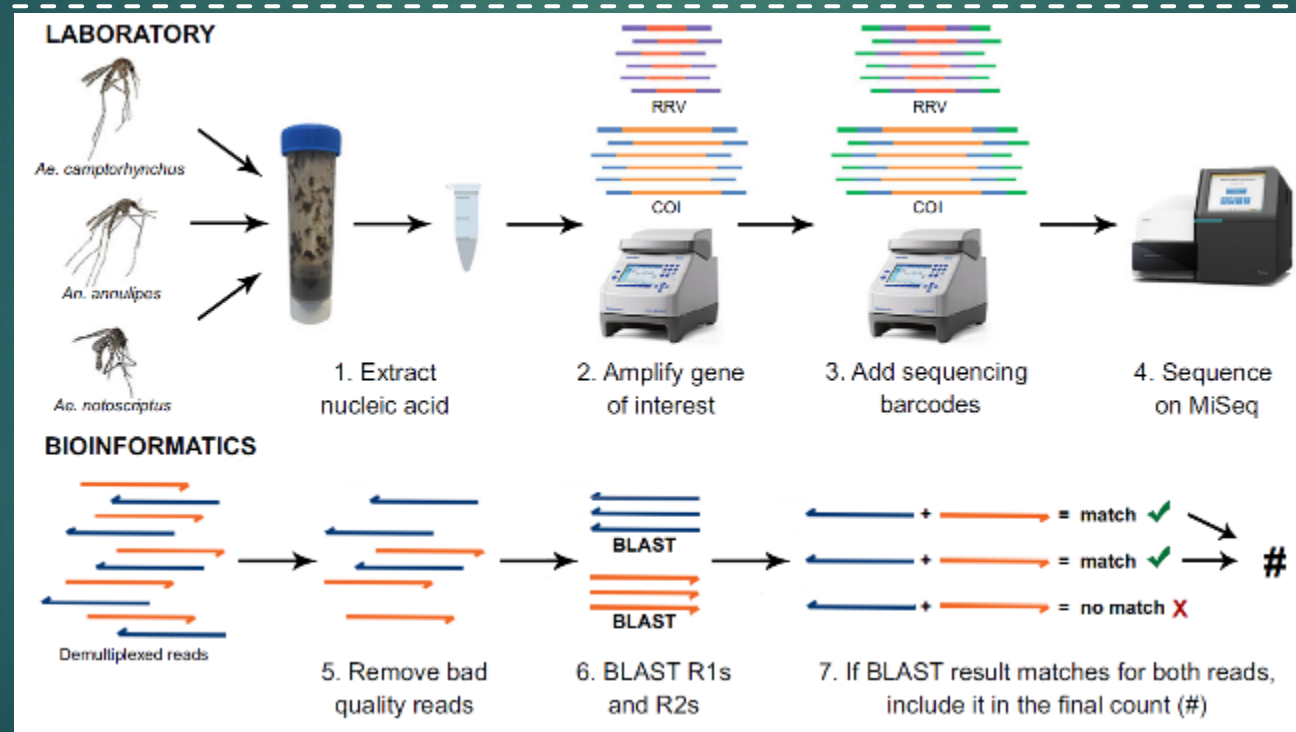 LABORATORY
Ae. camptorhynchus
An. annulipes
Ae. notoscriptus
RRV
COI
RRV
COI
1. Extract
nucleic acid
2. Amplify gene
of interest
3. Add sequencing
barcodes
4. Sequence
on MiSeq
BIOINFORMATICS
Demultiplexed reads
5. Remove bad
quality reads
BLAST
BLAST
6. BLAST R1s
and R2s
+ = match ✓
+ = match ✓
+ = no match X
#
7. If BLAST result matches for both reads,
include it in the final count (#)